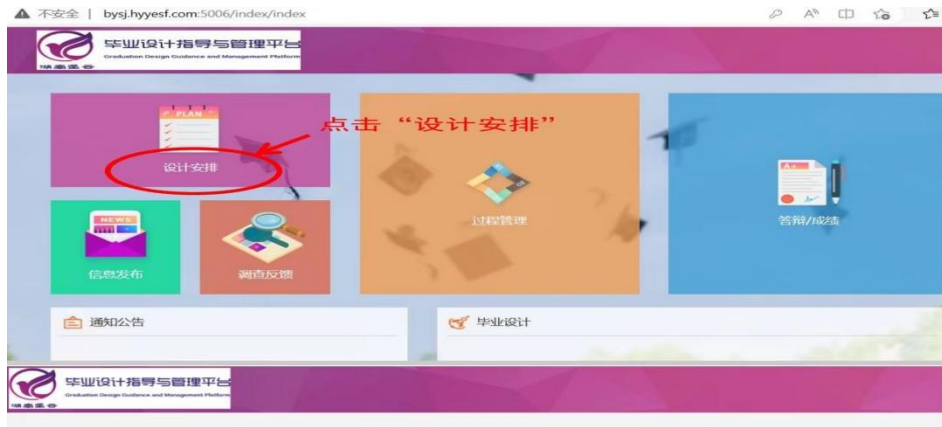 不安全 | bysj.hyyesf.com:5006/index/index
毕业设计指导与管理平台
Graduation Design Guidance and Management Platform
PLAN
点击“设计安排”
设计安排
A+
过程管理
答辩/成绩
NEWS
信息发布
调查反馈
通知公告
毕业设计
毕业设计指导与管理平台
Graduation Design Guidance and Management Platform